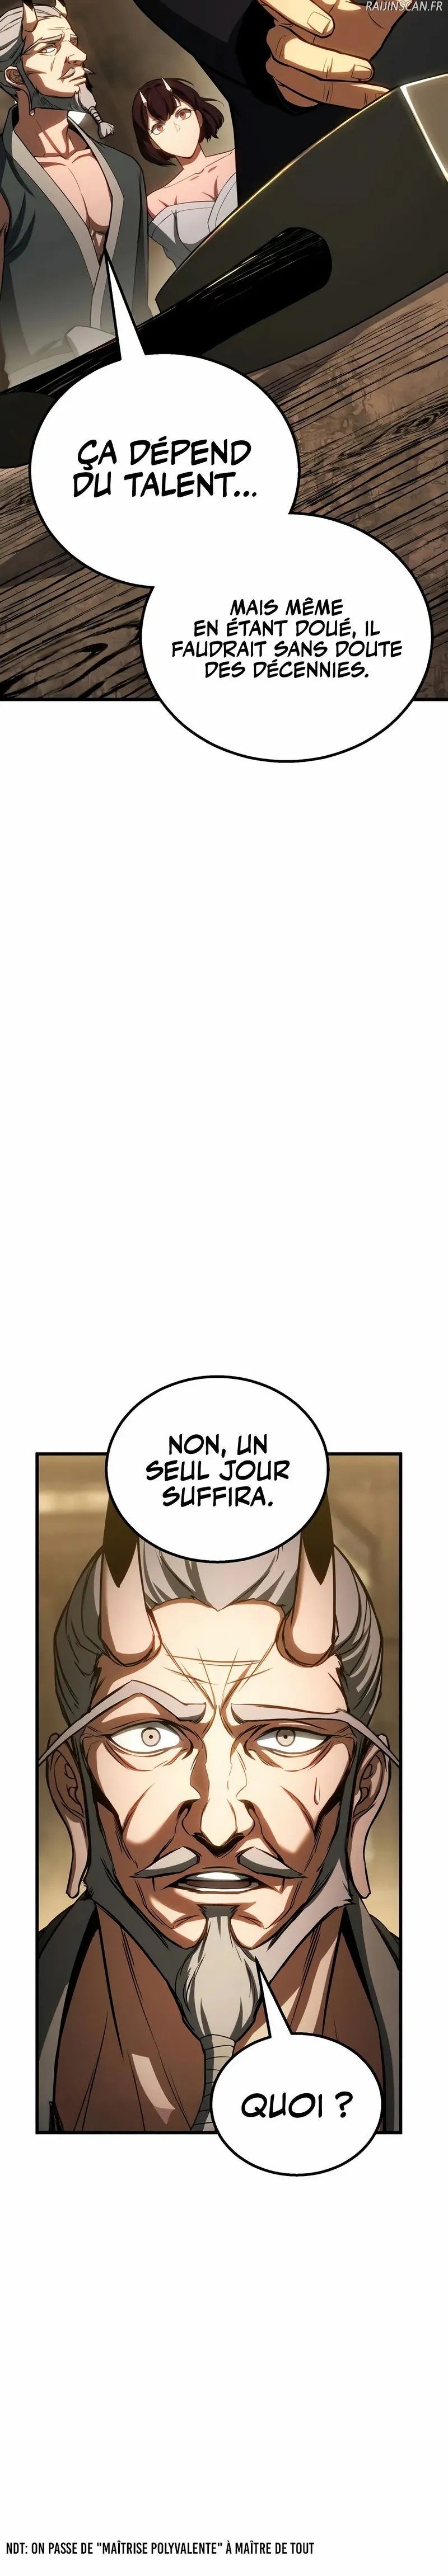 RAIJINSCAN.FR
ÇA DÉPEND
DU TALENT...
MAIS MÊME
EN ÉTANT DOUÉ, IL
FAUDRAIT SANS DOUTE
DES DÉCENNIES.
NON, UN
SEUL JOUR
SUFFIRA.
QUOI ?
NDT: ON PASSE DE "MAÎTRISE POLYVALENTE" À MAÎTRE DE TOUT